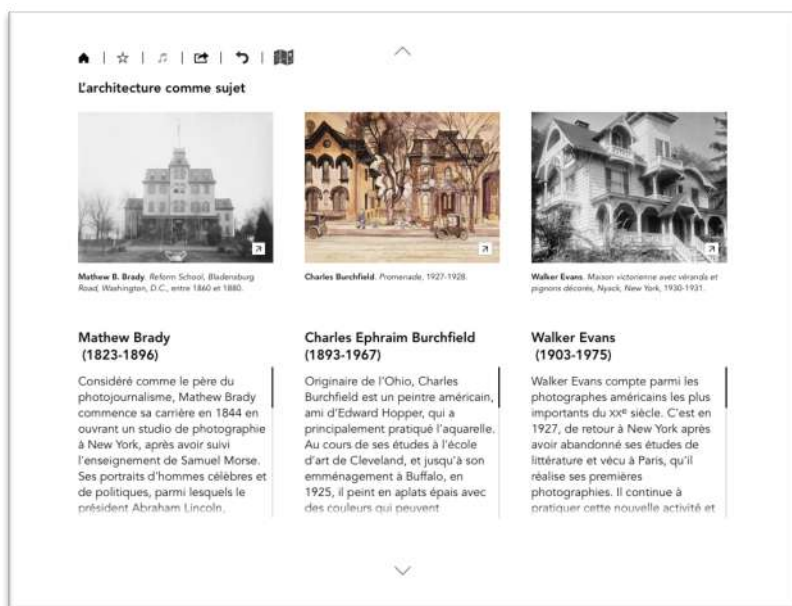 L'architecture comme sujet
Mathew B. Brady. Reform School, Bladensburg
Road, Washington, D.C., entre 1860 et 1880.
Charles Burchfield. Promenade, 1927-1928.
Walker Evans. Maison victorienne avec véranda et
pignons décorés, Nyack, New York, 1930-1931.
Mathew Brady
(1823-1896)
Considéré comme le père du
photojournalisme, Mathew Brady
commence sa carrière en 1844 en
ouvrant un studio de photographie
à New York, après avoir suivi
l'enseignement de Samuel Morse.
Ses portraits d'hommes célèbres et
de politiques, parmi lesquels le
président Abraham Lincoln,
Charles Ephraim Burchfield
(1893-1967)
Originaire de l'Ohio, Charles
Burchfield est un peintre américain,
ami d'Edward Hopper, qui a
principalement pratiqué l'aquarelle.
Au cours de ses études à l'école
d'art de Cleveland, et jusqu'à son
emménagement à Buffalo, en
1925, il peint en aplats épais avec
des couleurs qui peuvent
Walker Evans
(1903-1975)
Walker Evans compte parmi les
photographes américains les plus
importants du XXe siècle. C'est en
1927, de retour à New York après
avoir abandonné ses études de
littérature et vécu à Paris, qu'il
réalise ses premières
photographies. Il continue à
pratiquer cette nouvelle activité et